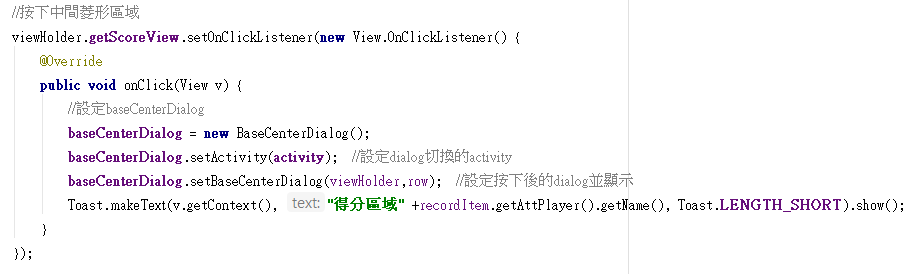 //按下中間菱形區域
viewHolder.getScoreView.setOnClickListener(new View.OnClickListener() {
@Override
public void onClick(View v) {
//設定baseCenterDialog
baseCenterDialog = new BaseCenterDialog();
baseCenterDialog.setActivity(activity); //設定dialog切換的activity
baseCenterDialog.setBaseCenterDialog(viewHolder,row); //設定按下後的dialog並顯示
Toast.makeText(v.getContext(), text: "得分區域" +recordItem.getAttPlayer().getName(), Toast.LENGTH_SHORT).show();
}
});